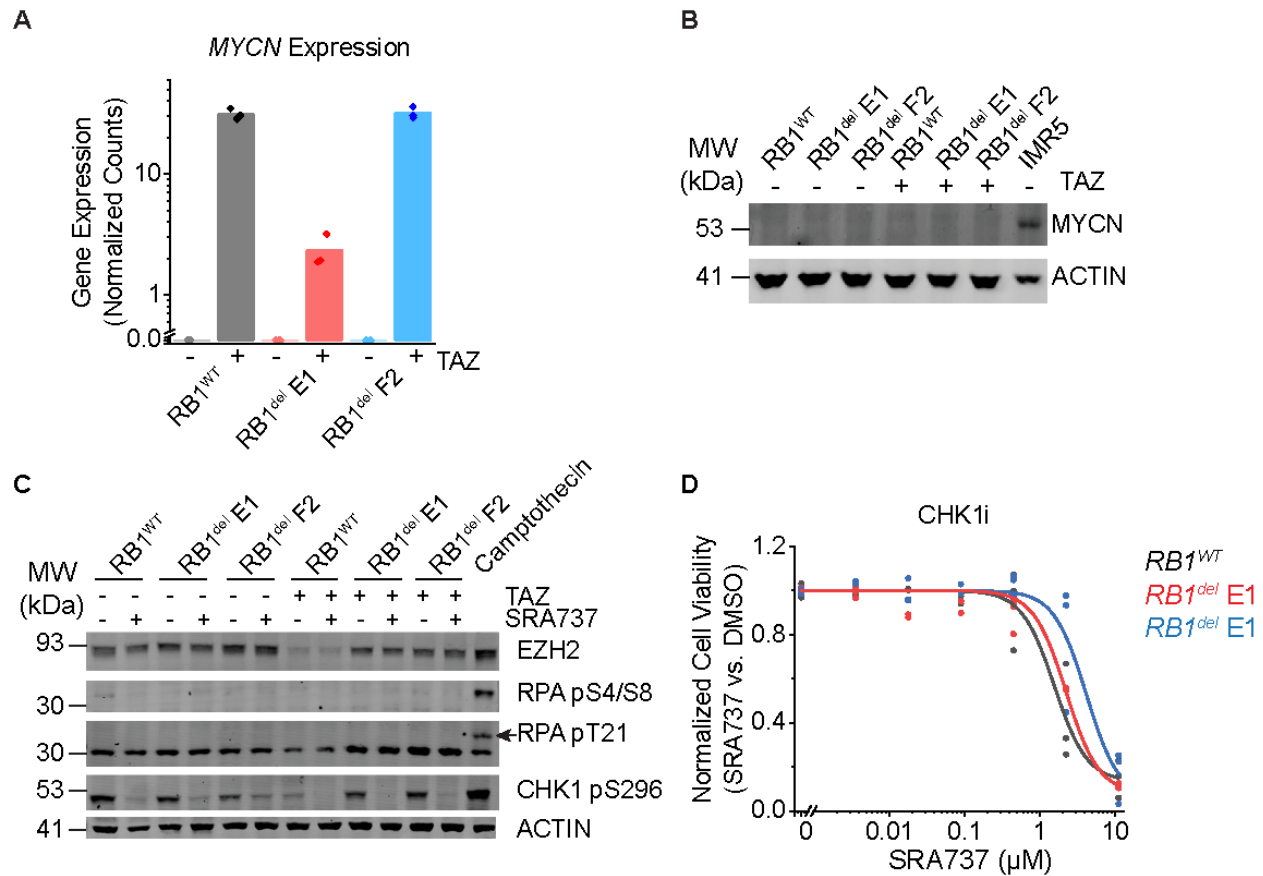 A
MYCN Expression
Gene Expression
(Normalized Counts)
10
1
0.0
- + - + - + TAZ
RB1WT
RB1del E1
RB1del F2
B
MW
(kDa)
RB1WT
RB1del E1
RB1del F2
RB1WT
RB1del E1
RB1del F2
IMR5
- - - + + + - TAZ
53
MYCN
41
ACTIN
C
MW
(kDa)
RB1WT
RB1del E1
RB1del F2
RB1WT
RB1del E1
RB1del F2
Camptothecin
- - - - - - + + + + + + TAZ
- + - + - + - + - + - + SRA737
93
EZH2
30
RPA pS4/S8
RPA pT21
30
53
CHK1 pS296
41
ACTIN
D
CHK1i
Normalized Cell Viability
(SRA737 vs. DMSO)
1.2
0.8
0.4
0.0
0 0.01 0.1 1 10
SRA737 (µM)
RB1WT
RB1del E1
RB1del E1